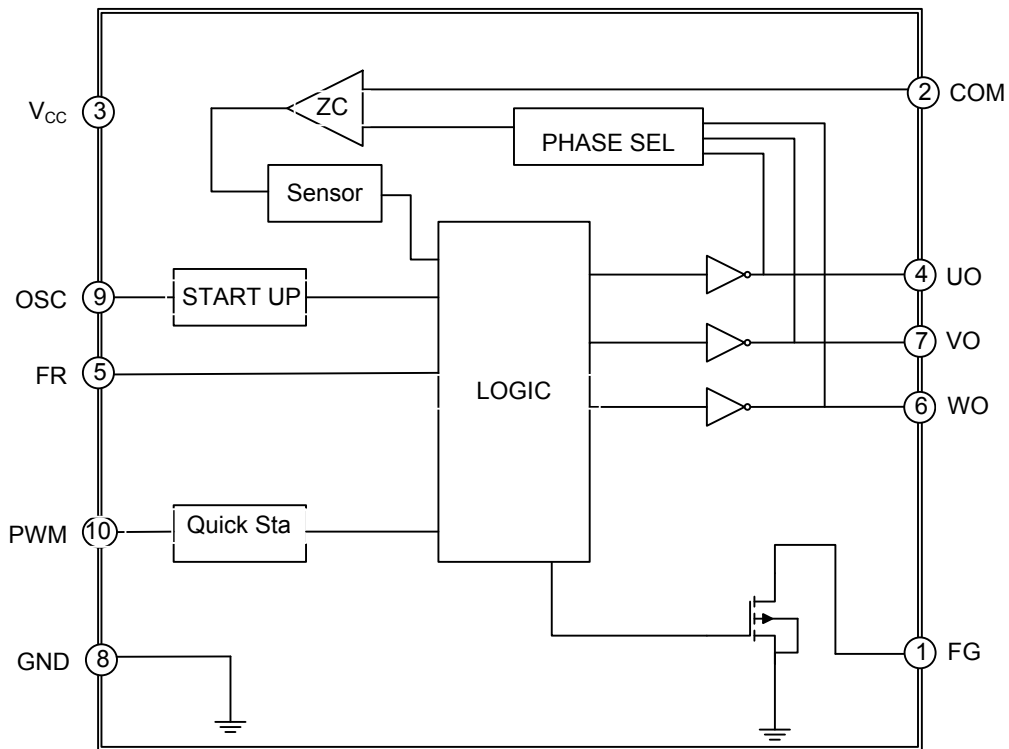 2 COM
ZC
V_CC 3
PHASE SEL
Sensor
4 UO
OSC 9 START UP
7 VO
FR 5
LOGIC
6 WO
PWM 10 Quick Sta
GND 8
1 FG